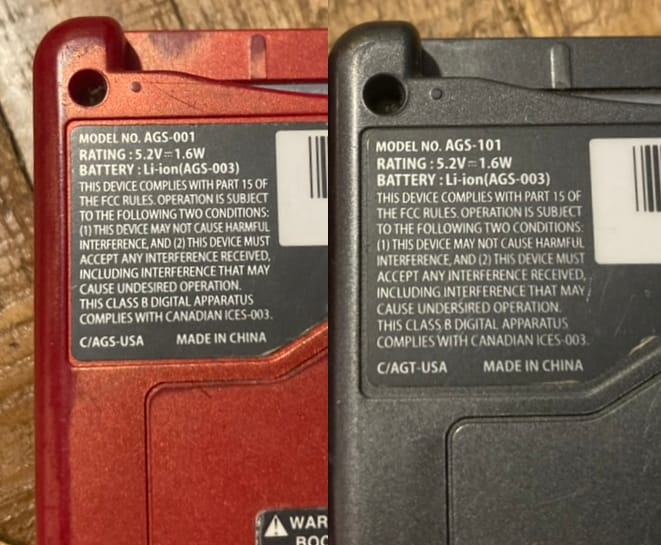 MODEL NO. AGS-001
RATING : 5.2V⎓1.6W
BATTERY : Li-ion(AGS-003)
THIS DEVICE COMPLIES WITH PART 15 OF
THE FCC RULES. OPERATION IS SUBJECT
TO THE FOLLOWING TWO CONDITIONS:
(1) THIS DEVICE MAY NOT CAUSE HARMFUL
INTERFERENCE, AND (2) THIS DEVICE MUST
ACCEPT ANY INTERFERENCE RECEIVED,
INCLUDING INTERFERENCE THAT MAY
CAUSE UNDESIRED OPERATION.
THIS CLASS B DIGITAL APPARATUS
COMPLIES WITH CANADIAN ICES-003.
C/AGS-USA MADE IN CHINA
WAR
BOO
MODEL NO. AGS-101
RATING : 5.2V⎓1.6W
BATTERY : Li-ion(AGS-003)
THIS DEVICE COMPLIES WITH PART 15 OF
THE FCC RULES. OPERATION IS SUBJECT
TO THE FOLLOWING TWO CONDITIONS:
(1) THIS DEVICE MAY NOT CAUSE HARMFUL
INTERFERENCE, AND (2) THIS DEVICE MUST
ACCEPT ANY INTERFERENCE RECEIVED,
INCLUDING INTERFERENCE THAT MAY
CAUSE UNDERSIRED OPERATION.
THIS CLASS B DIGITAL APPARATUS
COMPLIES WITH CANADIAN ICES-003.
C/AGT-USA MADE IN CHINA